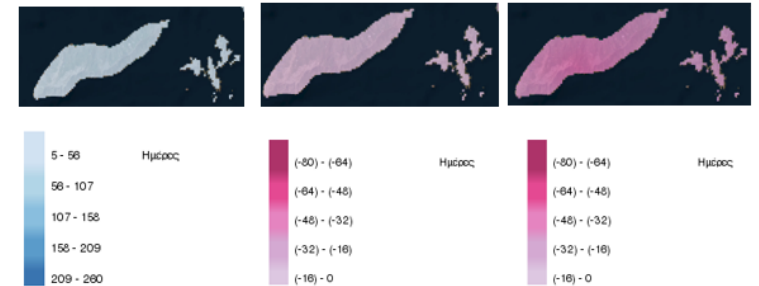 5 - 56
Ημέρες
56 - 107
107 - 158
158 - 209
209 - 260
(-80) - (-64)
Ημέρες
(-64) - (-48)
(-48) - (-32)
(-32) - (-16)
(-16) - 0
(-80) - (-64)
Ημέρες
(-64) - (-48)
(-48) - (-32)
(-32) - (-16)
(-16) - 0